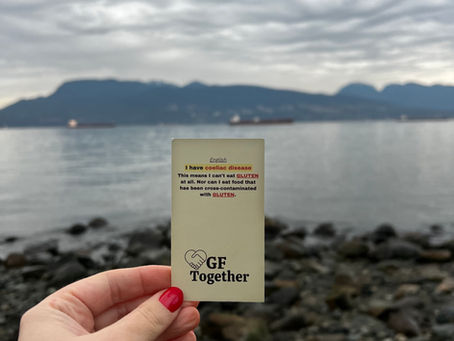 English
I have coeliac disease
This means I can't eat GLUTEN
at all. Nor can I eat food that
has been cross-contaminated
with GLUTEN.
GF
Together